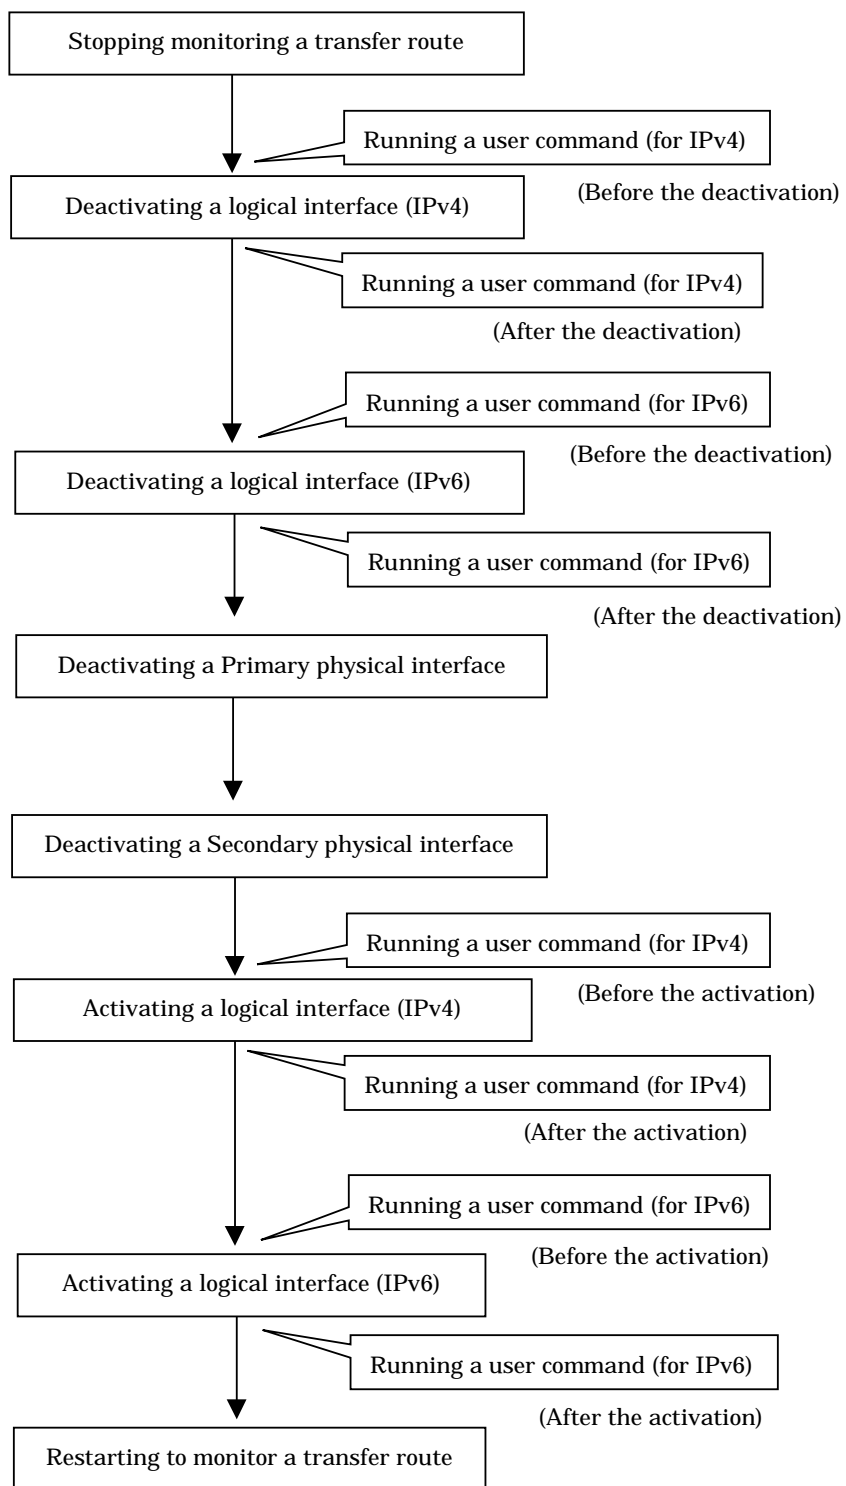 Stopping monitoring a transfer route
Running a user command (for IPv4)
(Before the deactivation)
Deactivating a logical interface (IPv4)
Running a user command (for IPv4)
(After the deactivation)
Running a user command (for IPv6)
(Before the deactivation)
Deactivating a logical interface (IPv6)
Running a user command (for IPv6)
(After the deactivation)
Deactivating a Primary physical interface
Deactivating a Secondary physical interface
Running a user command (for IPv4)
(Before the activation)
Activating a logical interface (IPv4)
Running a user command (for IPv4)
(After the activation)
Running a user command (for IPv6)
(Before the activation)
Activating a logical interface (IPv6)
Running a user command (for IPv6)
(After the activation)
Restarting to monitor a transfer route